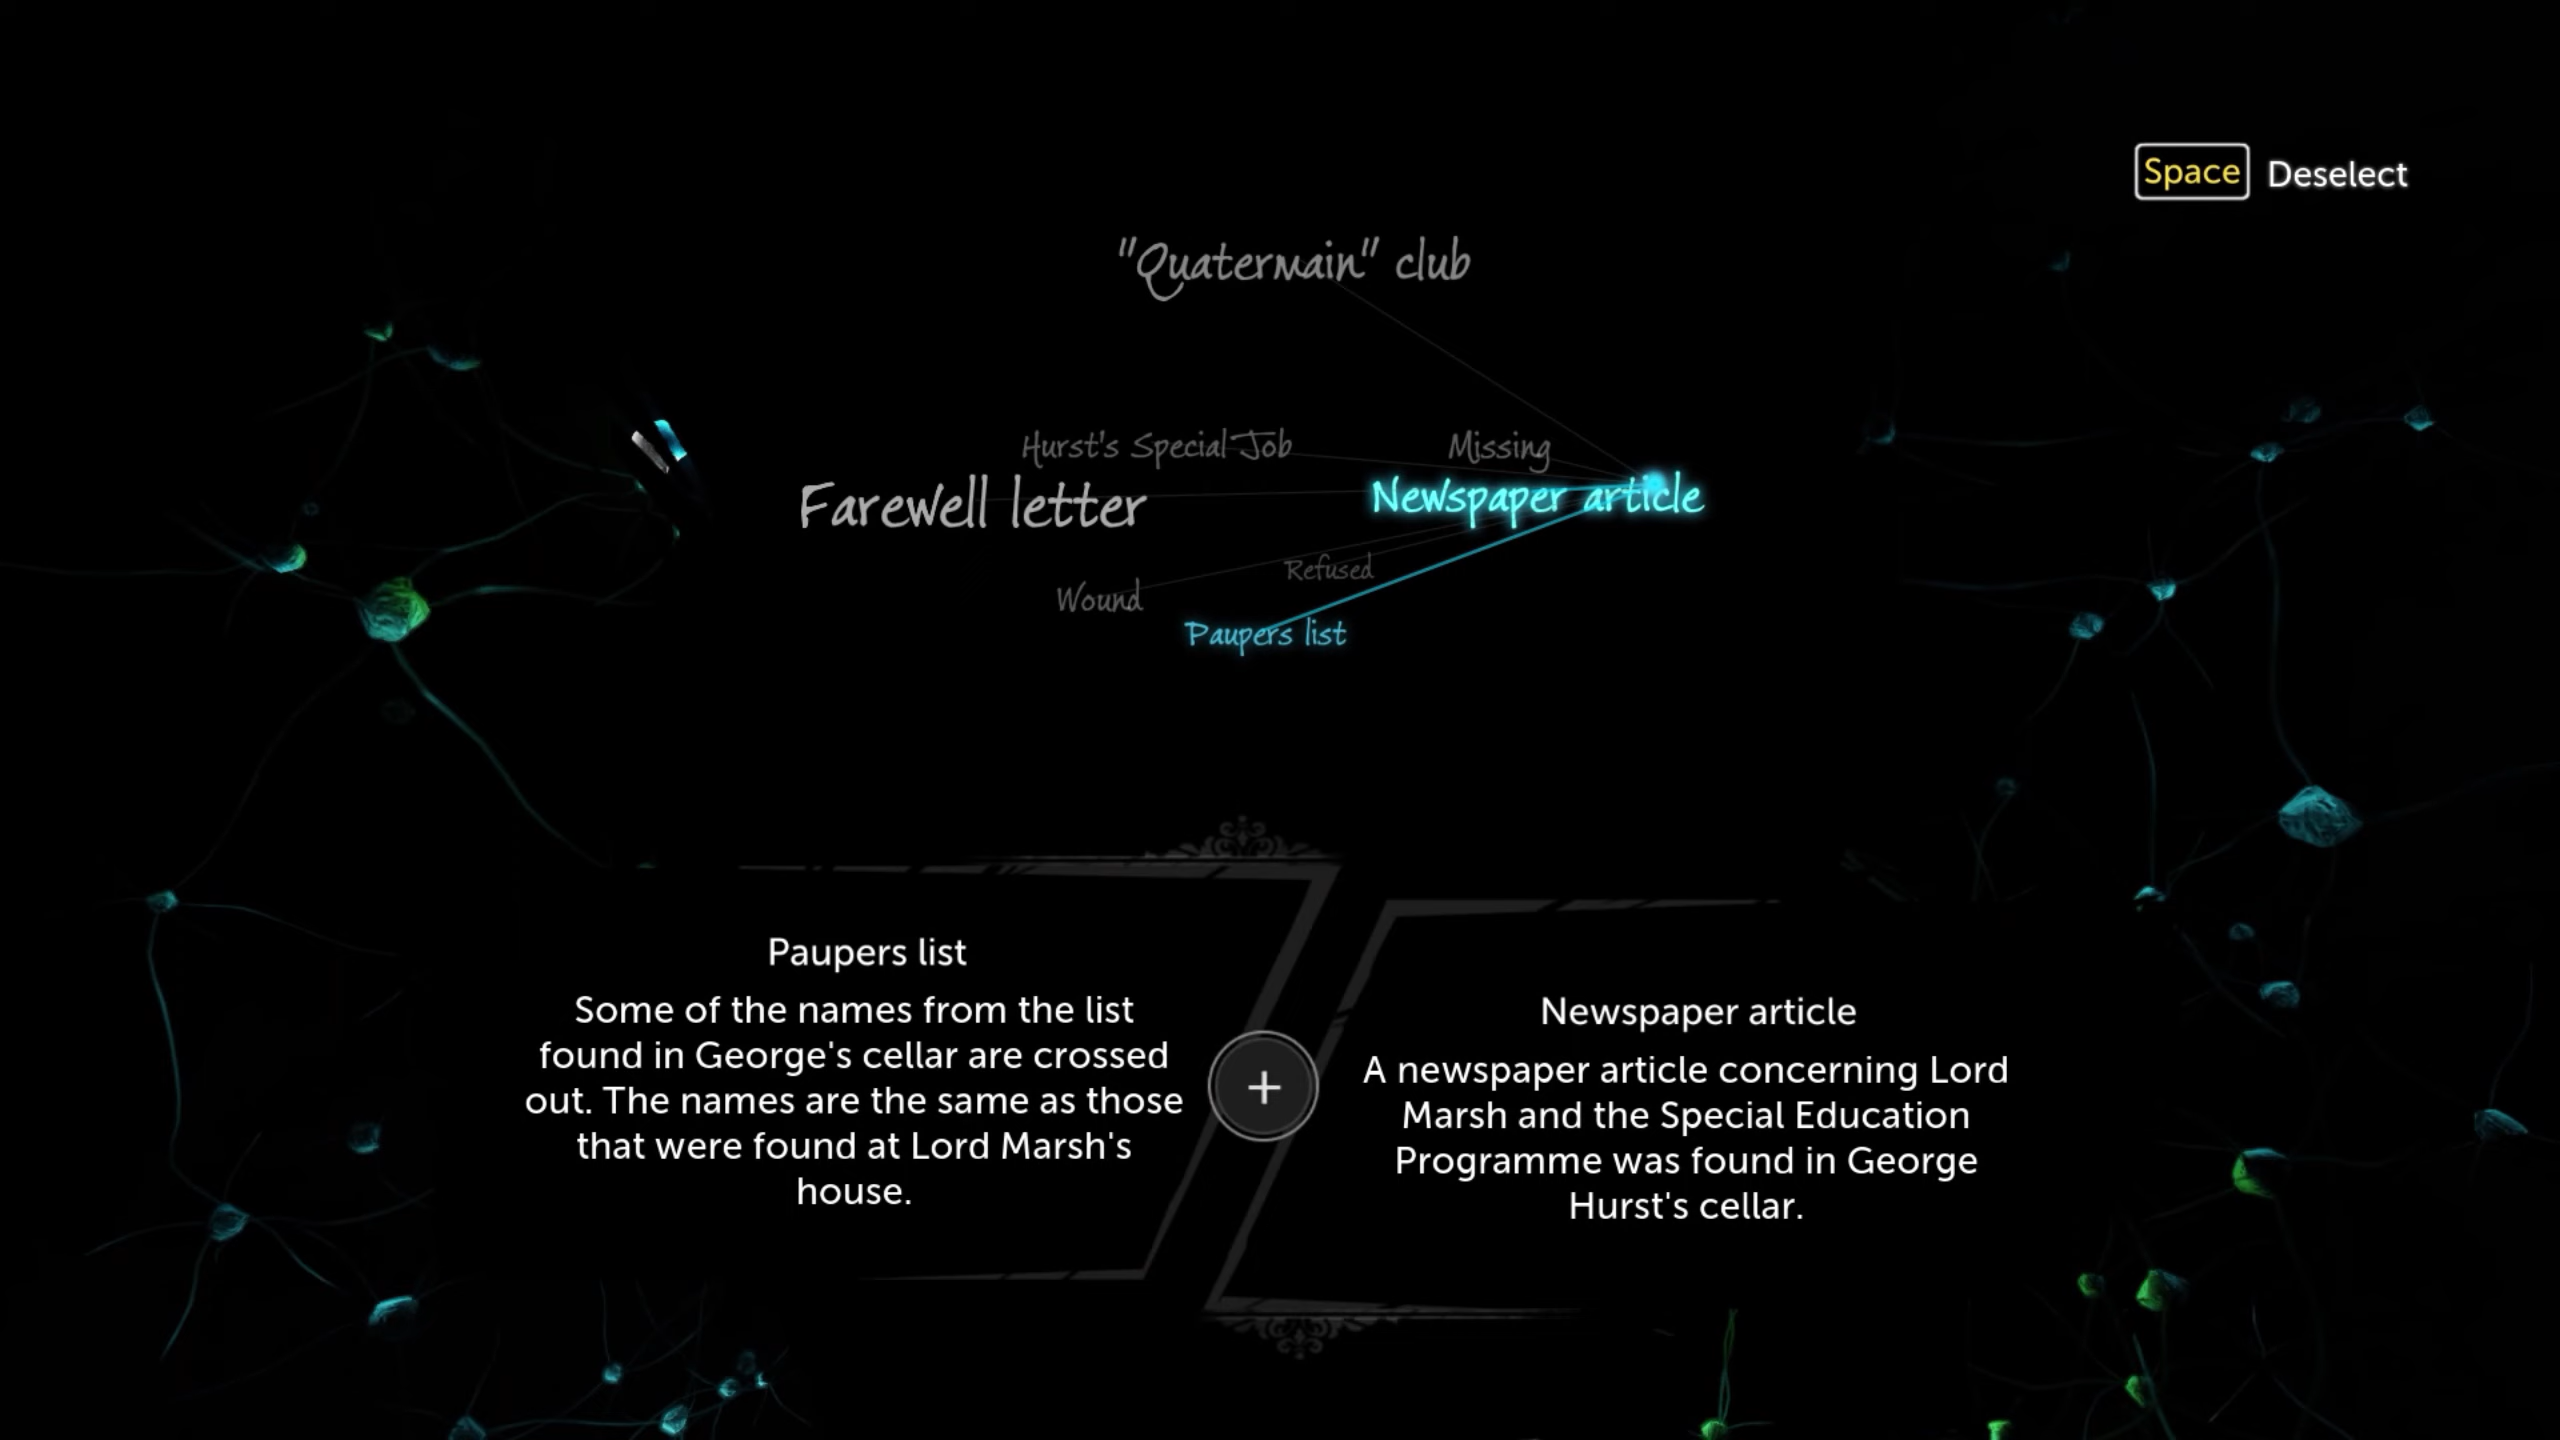 Space Deselect
"Quatermain" club
Hurst's Special Job
Missing
Farewell letter
Newspaper article
Refused
Wound
Paupers list
Paupers list
Some of the names from the list
found in George's cellar are crossed
out. The names are the same as those
that were found at Lord Marsh's
house.
+
Newspaper article
A newspaper article concerning Lord
Marsh and the Special Education
Programme was found in George
Hurst's cellar.